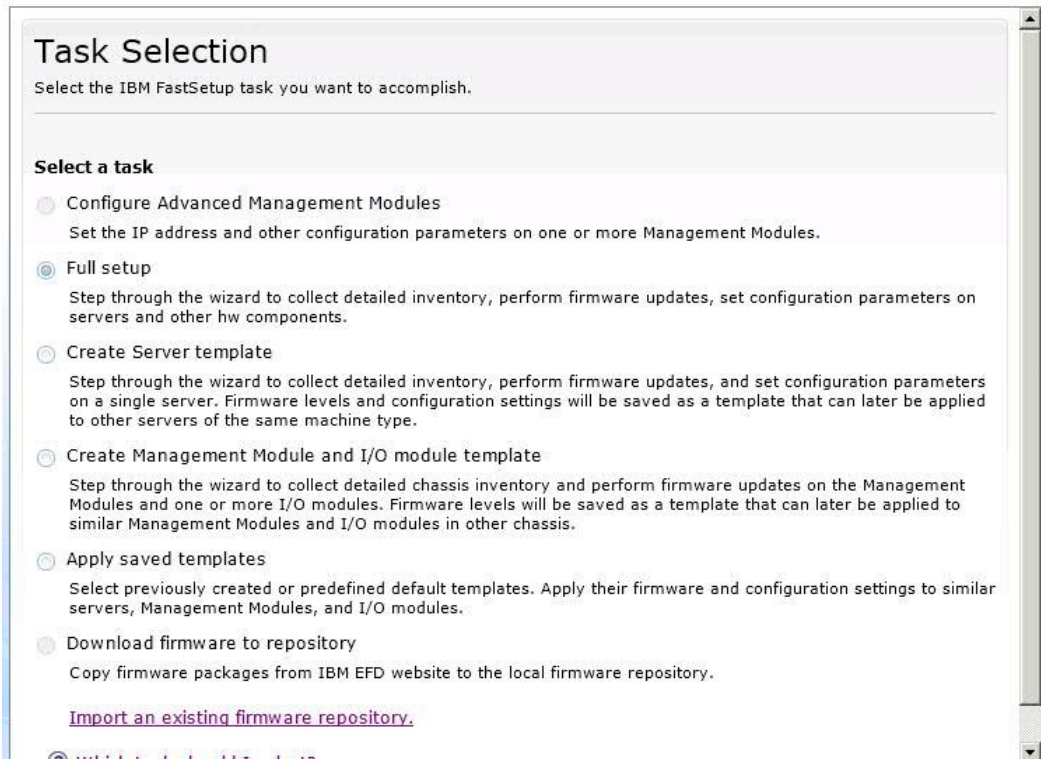 Task Selection
Select the IBM FastSetup task you want to accomplish.
Select a task
Configure Advanced Management Modules
Set the IP address and other configuration parameters on one or more Management Modules.
Full setup
Step through the wizard to collect detailed inventory, perform firmware updates, set configuration parameters on
servers and other hw components.
Create Server template
Step through the wizard to collect detailed inventory, perform firmware updates, and set configuration parameters
on a single server. Firmware levels and configuration settings will be saved as a template that can later be applied
to other servers of the same machine type.
Create Management Module and I/O module template
Step through the wizard to collect detailed chassis inventory and perform firmware updates on the Management
Modules and one or more I/O modules. Firmware levels will be saved as a template that can later be applied to
similar Management Modules and I/O modules in other chassis.
Apply saved templates
Select previously created or predefined default templates. Apply their firmware and configuration settings to similar
servers, Management Modules, and I/O modules.
Download firmware to repository
Copy firmware packages from IBM EFD website to the local firmware repository.
Import an existing firmware repository.